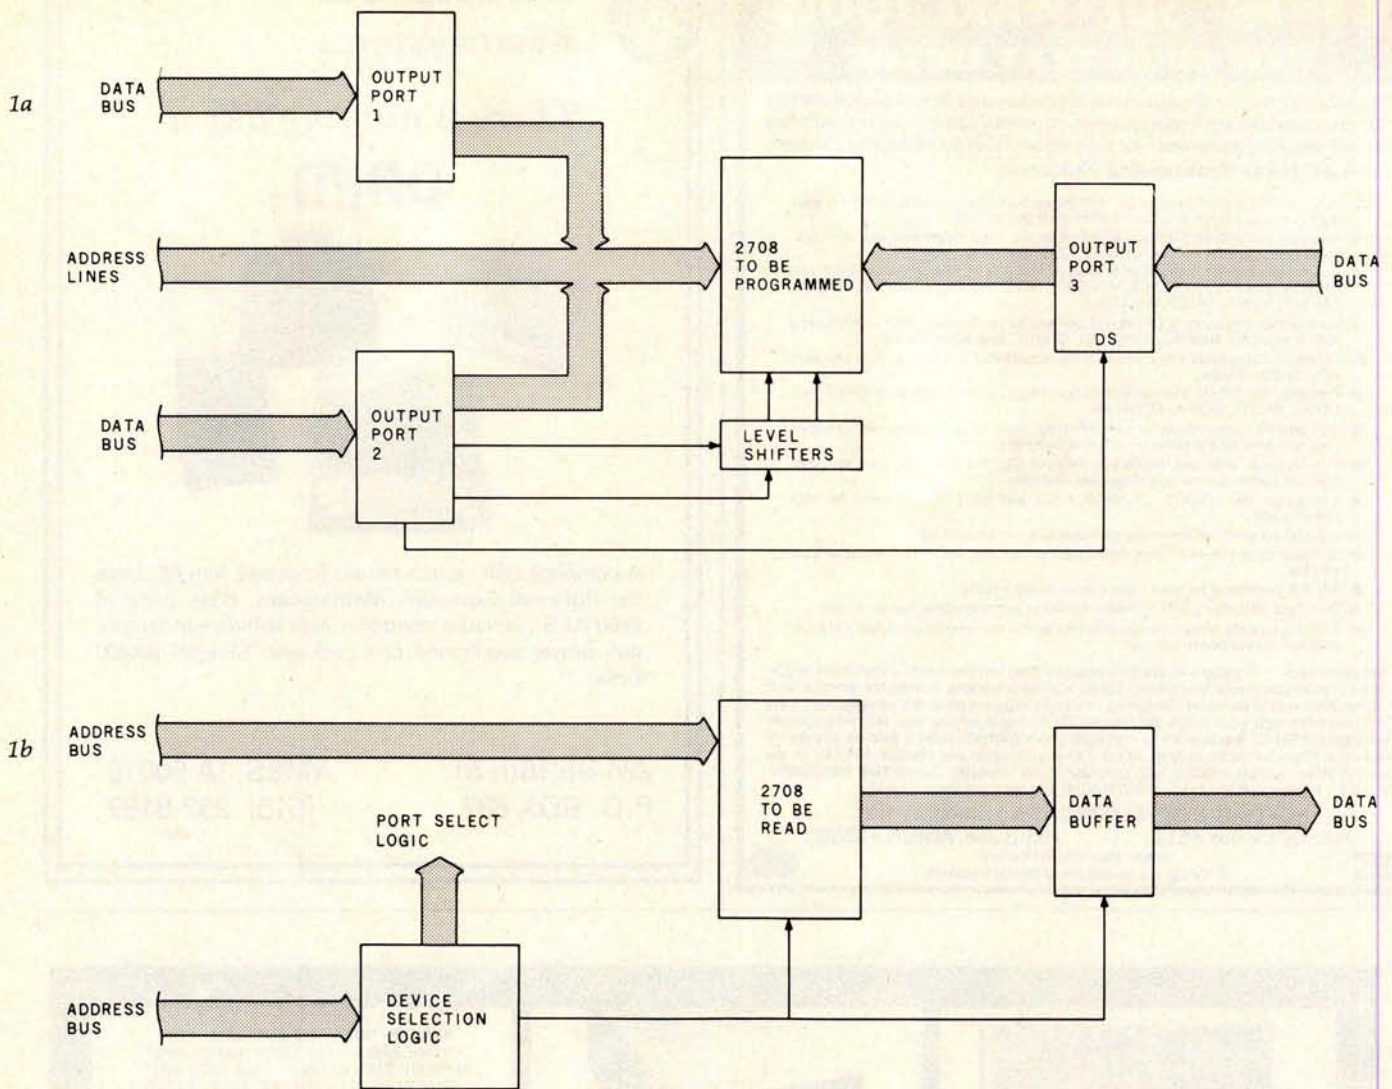 1a
DATA
BUS
OUTPUT
PORT
1
ADDRESS
LINES
2708
TO BE
PROGRAMMED
OUTPUT
PORT
3
DS
DATA
BUS
DATA
BUS
OUTPUT
PORT
2
LEVEL
SHIFTERS
1b
ADDRESS
BUS
2708
TO BE
READ
DATA
BUFFER
DATA
BUS
PORT SELECT
LOGIC
ADDRESS
BUS
DEVICE
SELECTION
LOGIC